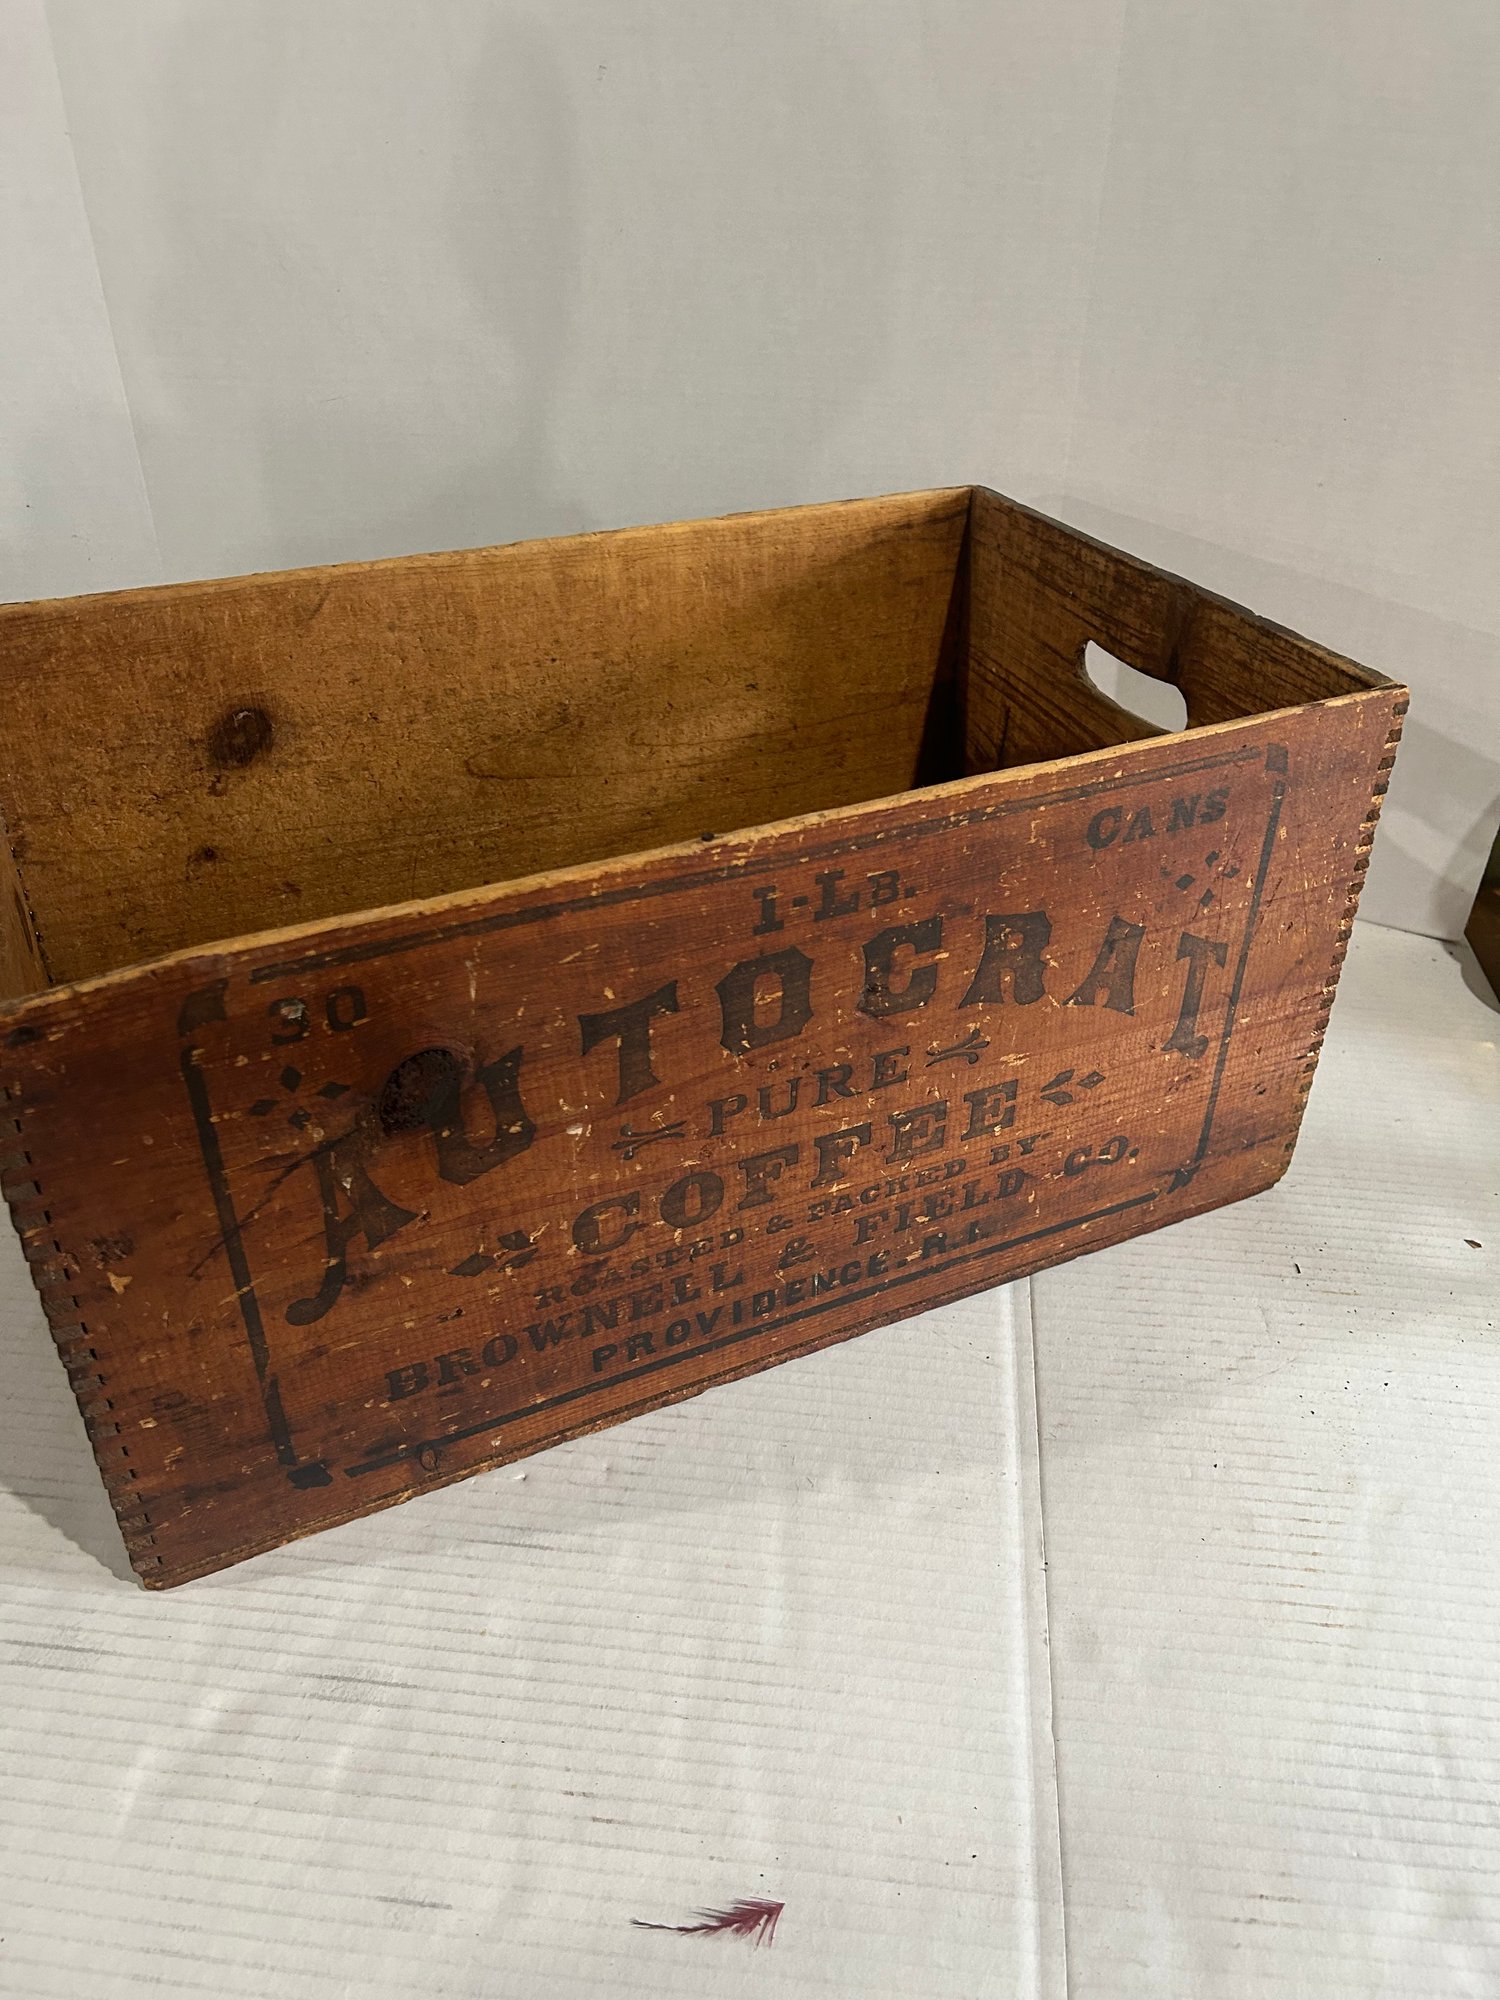 30 1-LB. CANS
AUTOCRAT
PURE
COFFEE
ROASTED & PACKED BY
BROWNELL & FIELD CO.
PROVIDENCE. R.I.